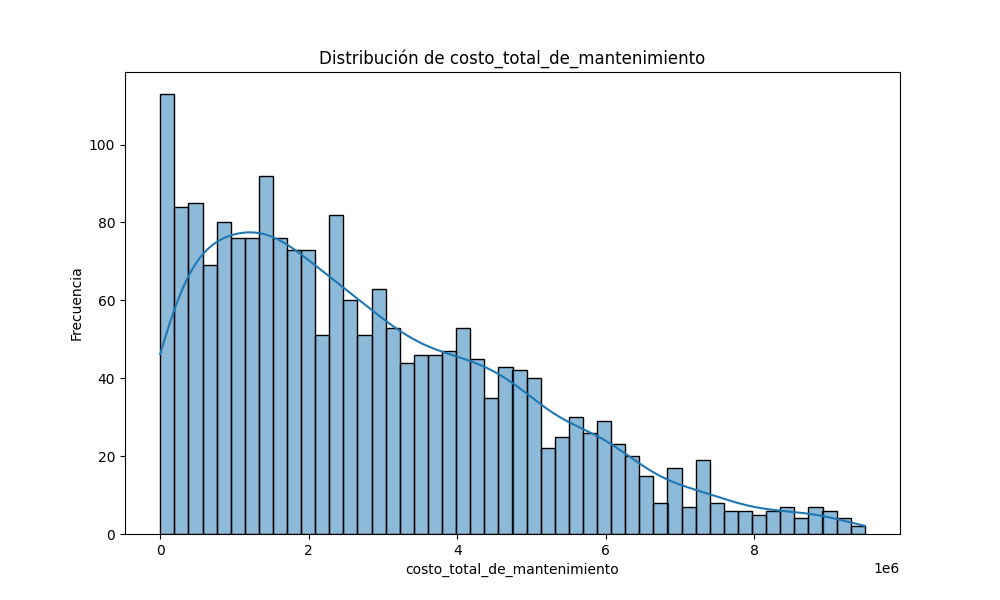 Distribución de costo_total_de_mantenimiento
Frecuencia
100
80
60
40
20
0
0 2 4 6 8
1e6
costo_total_de_mantenimiento